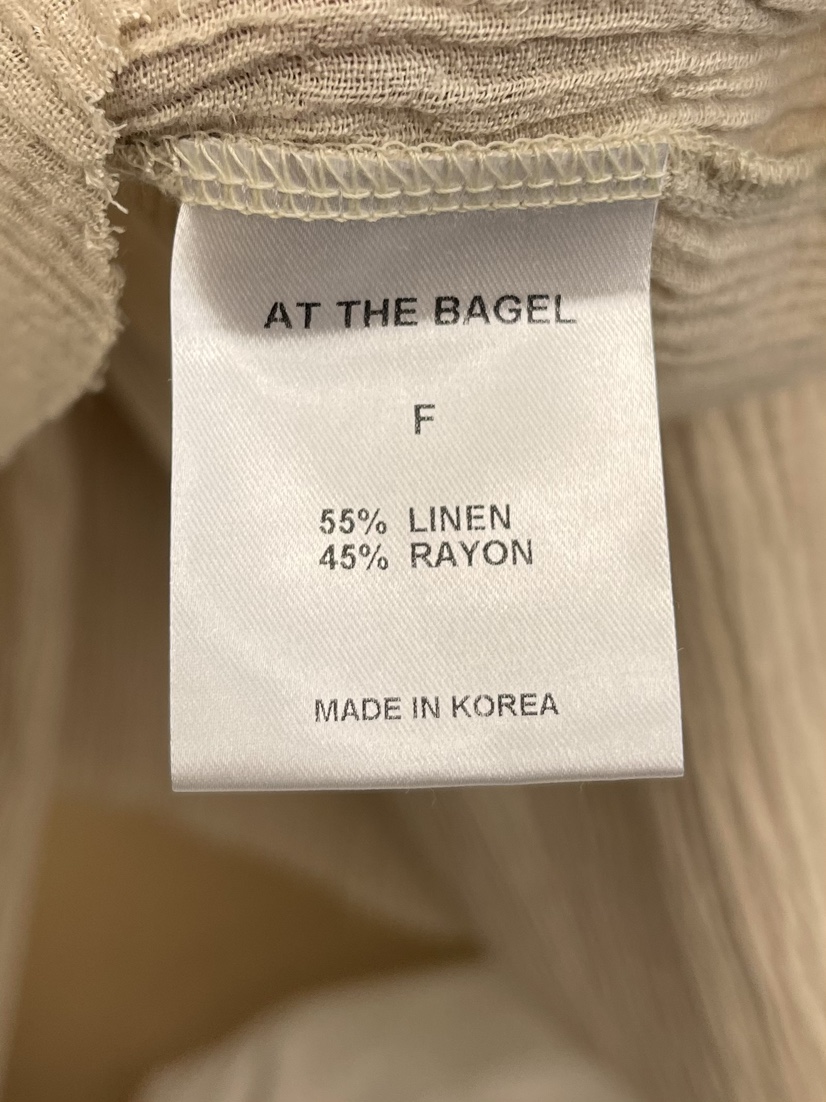 AT THE BAGEL
F
55% LINEN
45% RAYON
MADE IN KOREA